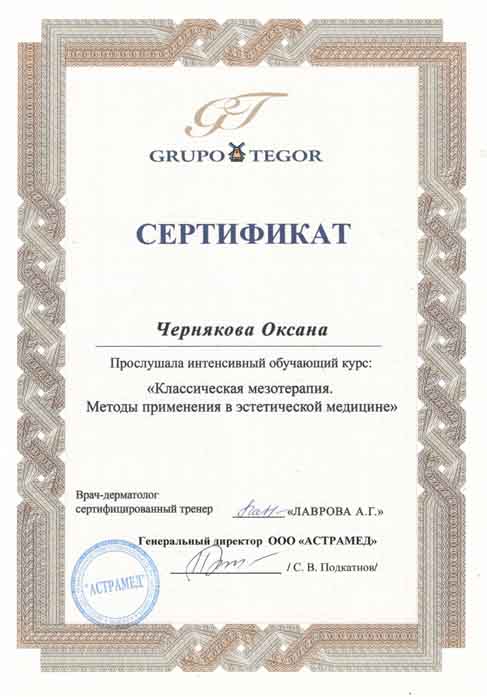 GT
GRUPO TEGOR
СЕРТИФИКАТ
Чернякова Оксана
Прослушала интенсивный обучающий курс:
«Классическая мезотерапия.
Методы применения в эстетической медицине»
Врач-дерматолог
сертифицированный тренер «ЛАВРОВА А.Г.»
Генеральный директор ООО «АСТРАМЕД»
/ С. В. Подкатнов/
"АСТРАМЕД"